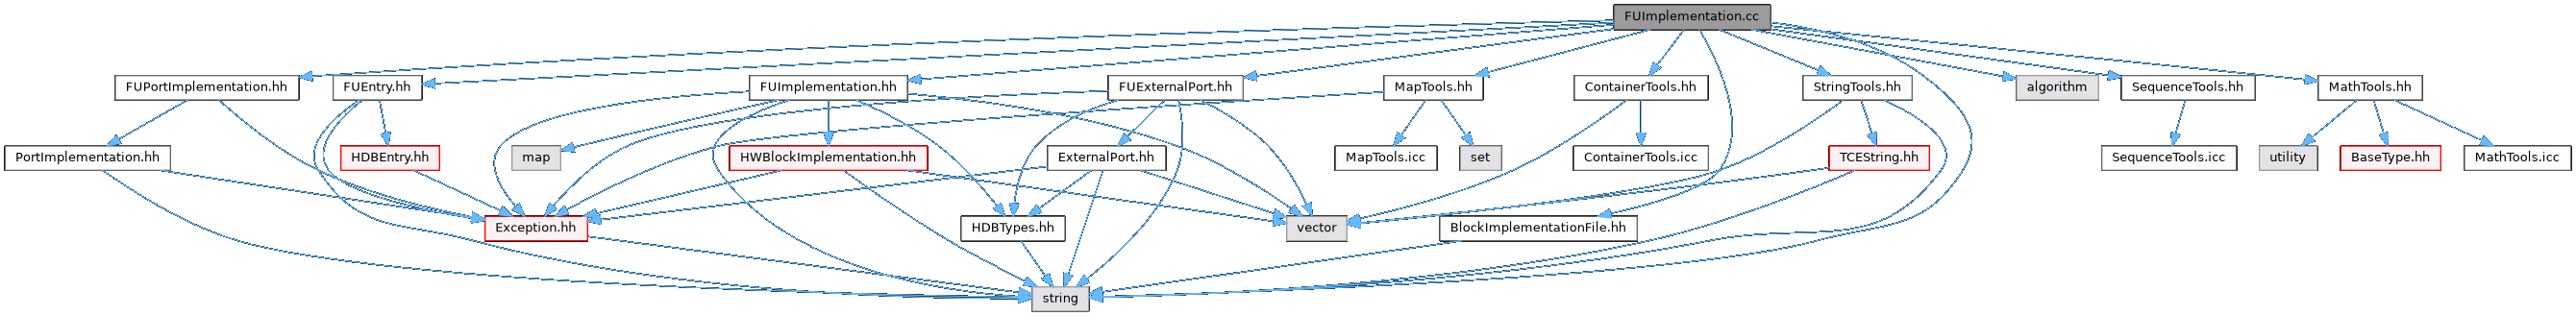 FUImplementation.cc
FUPortImplementation.hh
FUEntry.hh
FUImplementation.hh
FUExternalPort.hh
MapTools.hh
ContainerTools.hh
StringTools.hh
algorithm
SequenceTools.hh
MathTools.hh
PortImplementation.hh
HDBEntry.hh
map
HWBlockImplementation.hh
ExternalPort.hh
MapTools.icc
set
ContainerTools.icc
TCEString.hh
SequenceTools.icc
utility
BaseType.hh
MathTools.icc
Exception.hh
HDBTypes.hh
vector
BlockImplementationFile.hh
string